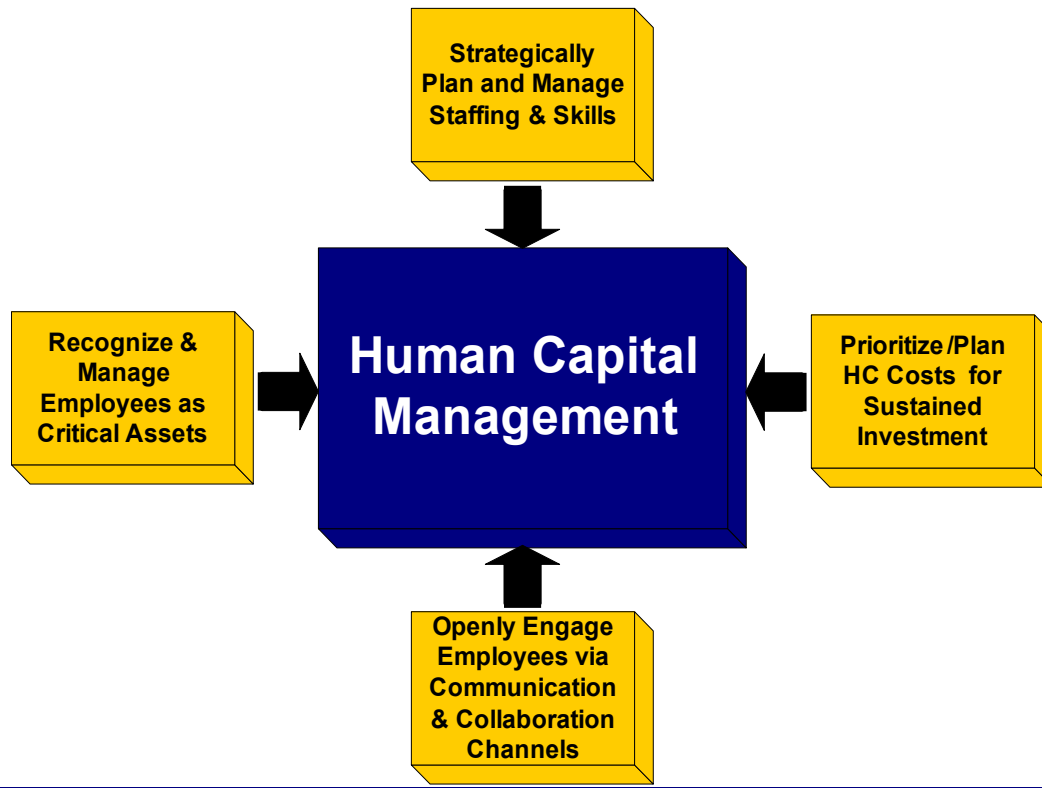 Strategically
Plan and Manage
Staffing & Skills
Recognize &
Manage
Employees as
Critical Assets
Human Capital
Management
Prioritize/Plan
HC Costs for
Sustained
Investment
Openly Engage
Employees via
Communication
& Collaboration
Channels